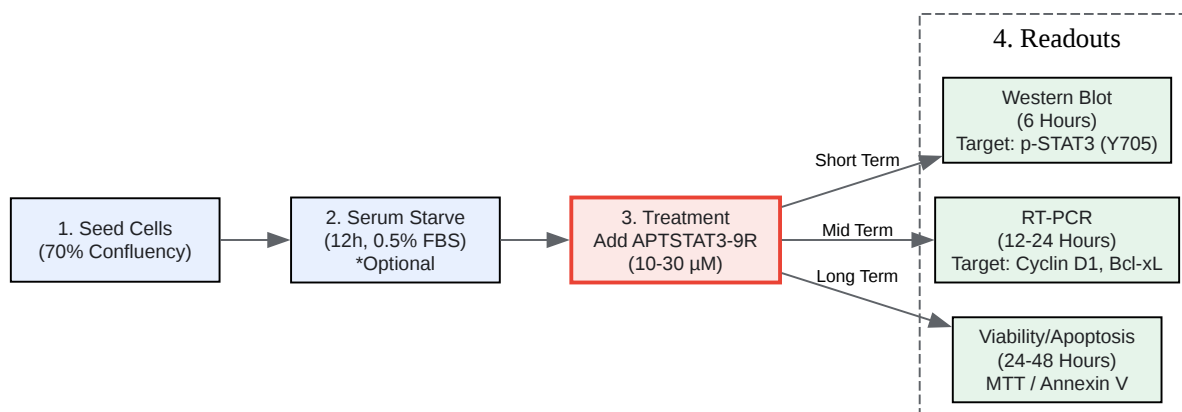 1. Seed Cells
(70% Confluency)
2. Serum Starve
(12h, 0.5% FBS)
*Optional
3. Treatment
Add APTSTAT3-9R
(10-30 µM)
Short Term
Mid Term
Long Term
4. Readouts
Western Blot
(6 Hours)
Target: p-STAT3 (Y705)
RT-PCR
(12-24 Hours)
Target: Cyclin D1, Bcl-xL
Viability/Apoptosis
(24-48 Hours)
MTT / Annexin V